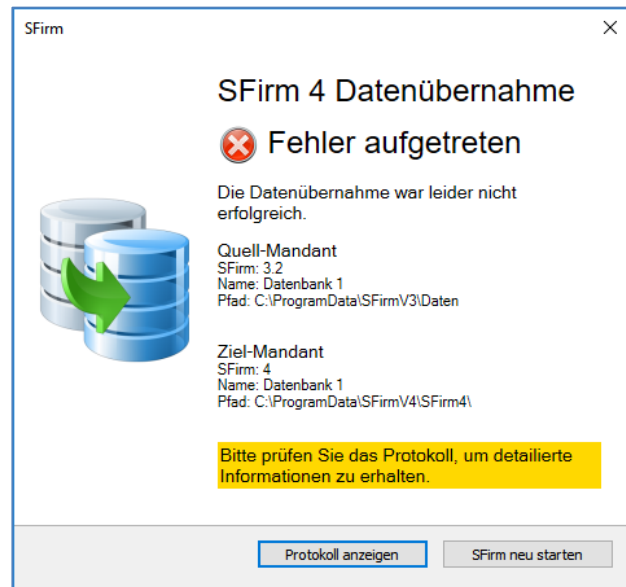 SFirm
SFirm 4 Datenübernahme
Fehler aufgetreten
Die Datenübernahme war leider nicht
erfolgreich.
Quell-Mandant
SFirm: 3.2
Name: Datenbank 1
Pfad: C:\ProgramData\SFirmV3\Daten
Ziel-Mandant
SFirm: 4
Name: Datenbank 1
Pfad: C:\ProgramData\SFirmV4\SFirm4\
Bitte prüfen Sie das Protokoll, um detailierte
Informationen zu erhalten.
Protokoll anzeigen
SFirm neu starten